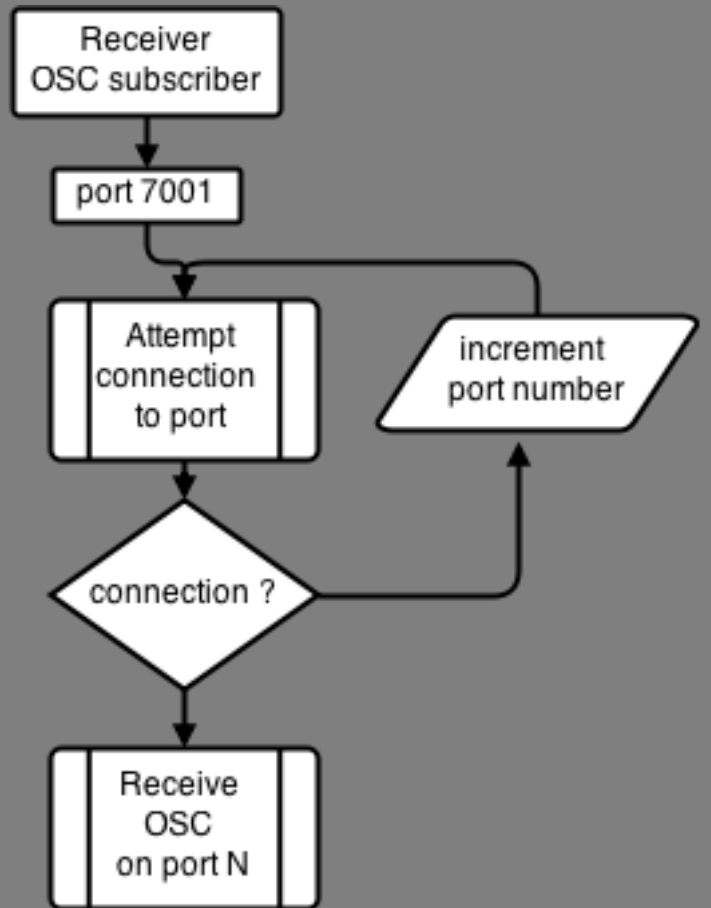 Receiver
OSC subscriber
port 7001
Attempt
connection
to port
increment
port number
connection ?
Receive
OSC
on port N